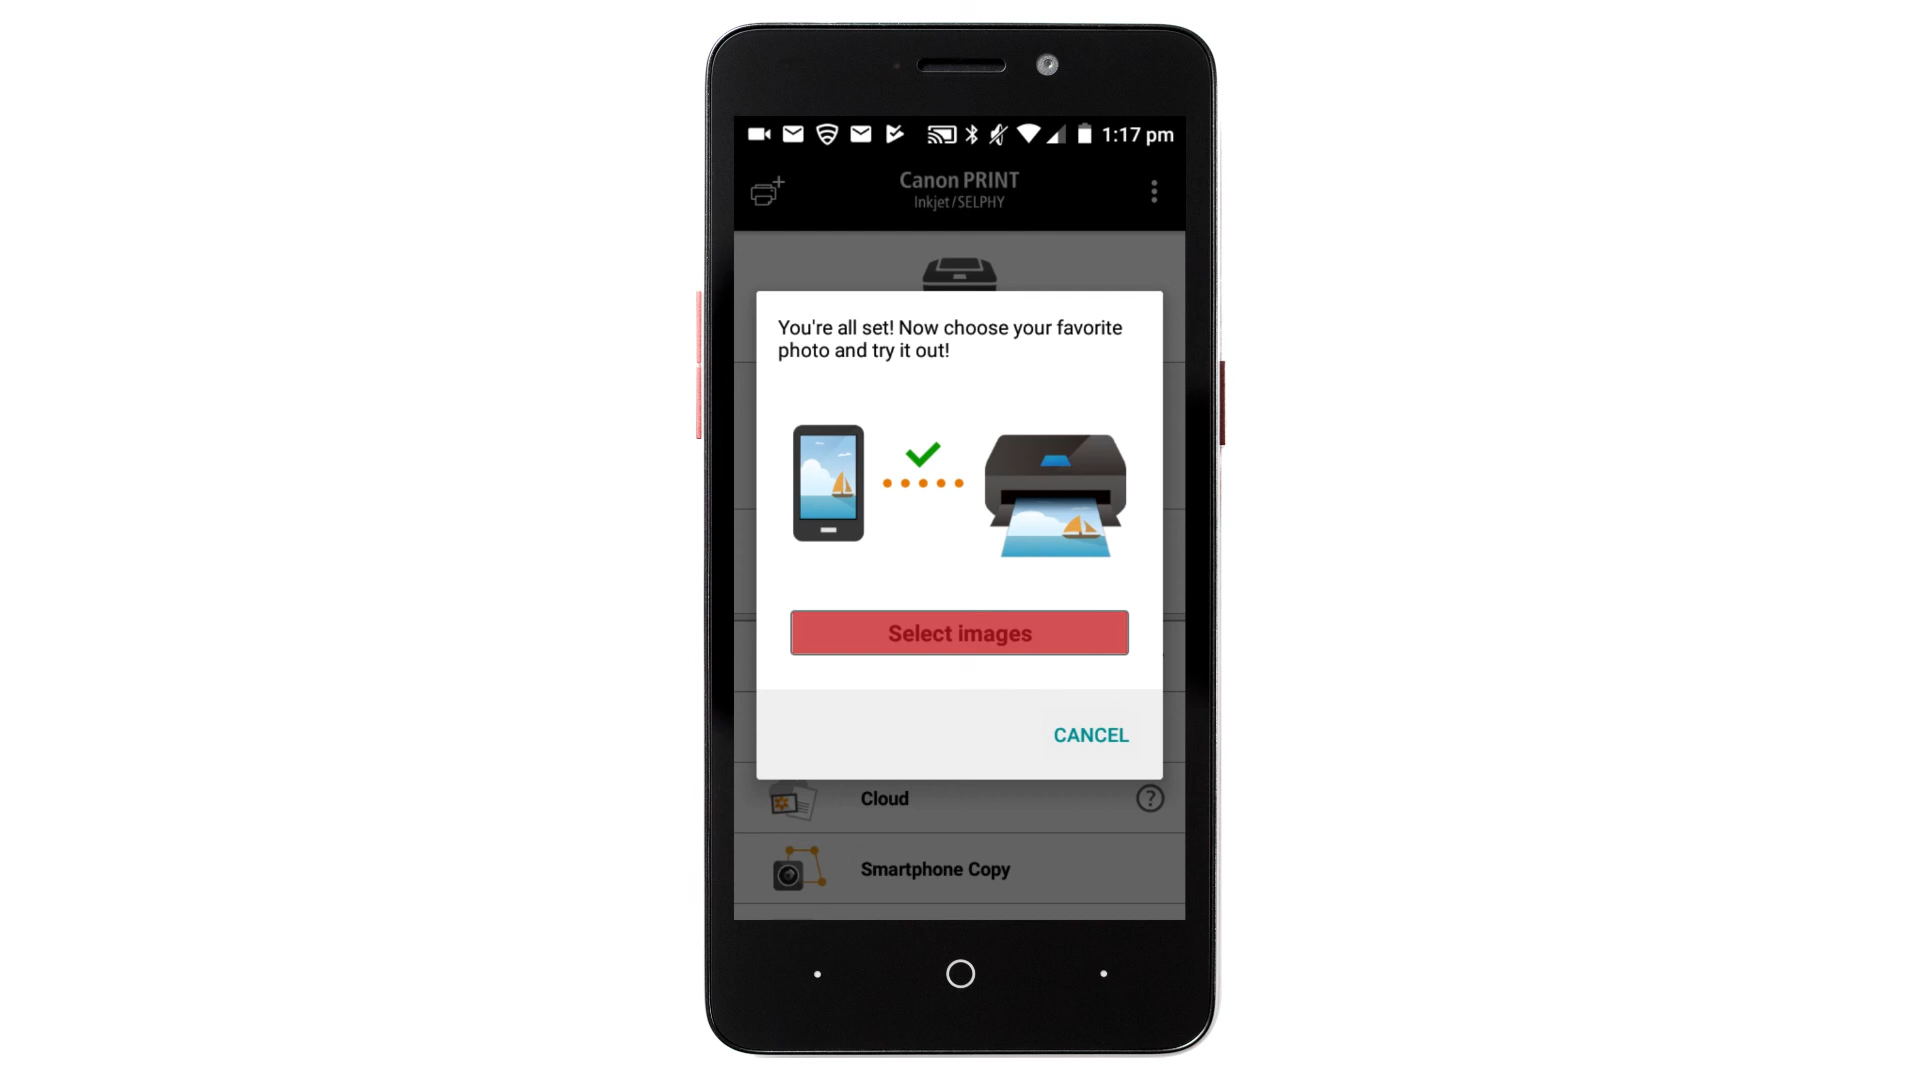 1:17 pm
Canon PRINT
Inkjet/SELPHY
You're all set! Now choose your favorite
photo and try it out!
Select images
CANCEL
Cloud
Smartphone Copy